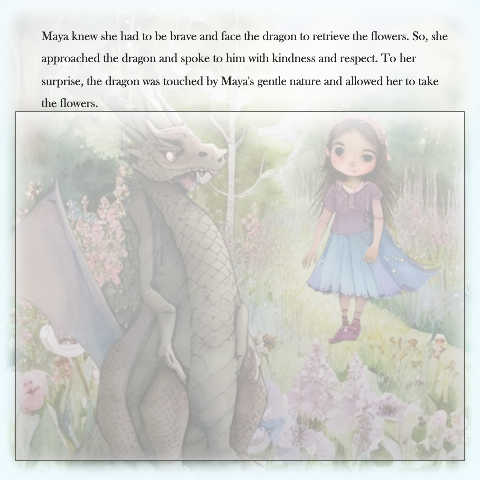 Maya knew she had to be brave and face the dragon to retrieve the flowers. So, she
approached the dragon and spoke to him with kindness and respect. To her
surprise, the dragon was touched by Maya's gentle nature and allowed her to take
the flowers.